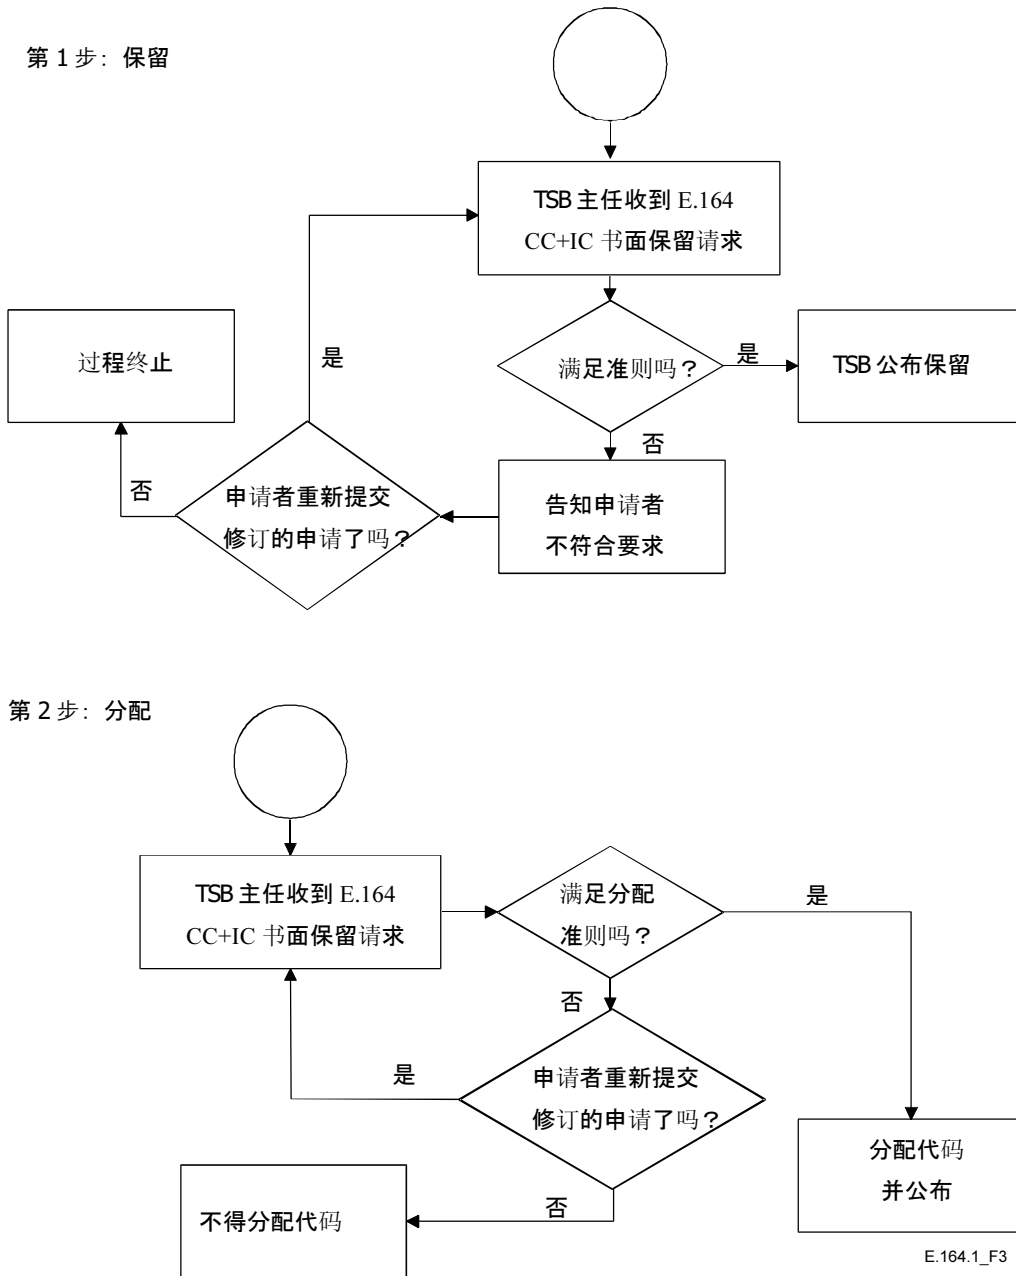 第 1 步：保留
TSB 主任收到 E.164
CC+IC 书面保留请求
满足准则吗？
是
TSB 公布保留
否
告知申请者
不符合要求
申请者重新提交
修订的申请了吗？
是
否
过程终止
第 2 步：分配
TSB 主任收到 E.164
CC+IC 书面保留请求
满足分配
准则吗？
是
否
申请者重新提交
修订的申请了吗？
是
否
分配代码
并公布
不得分配代码
E.164.1_F3